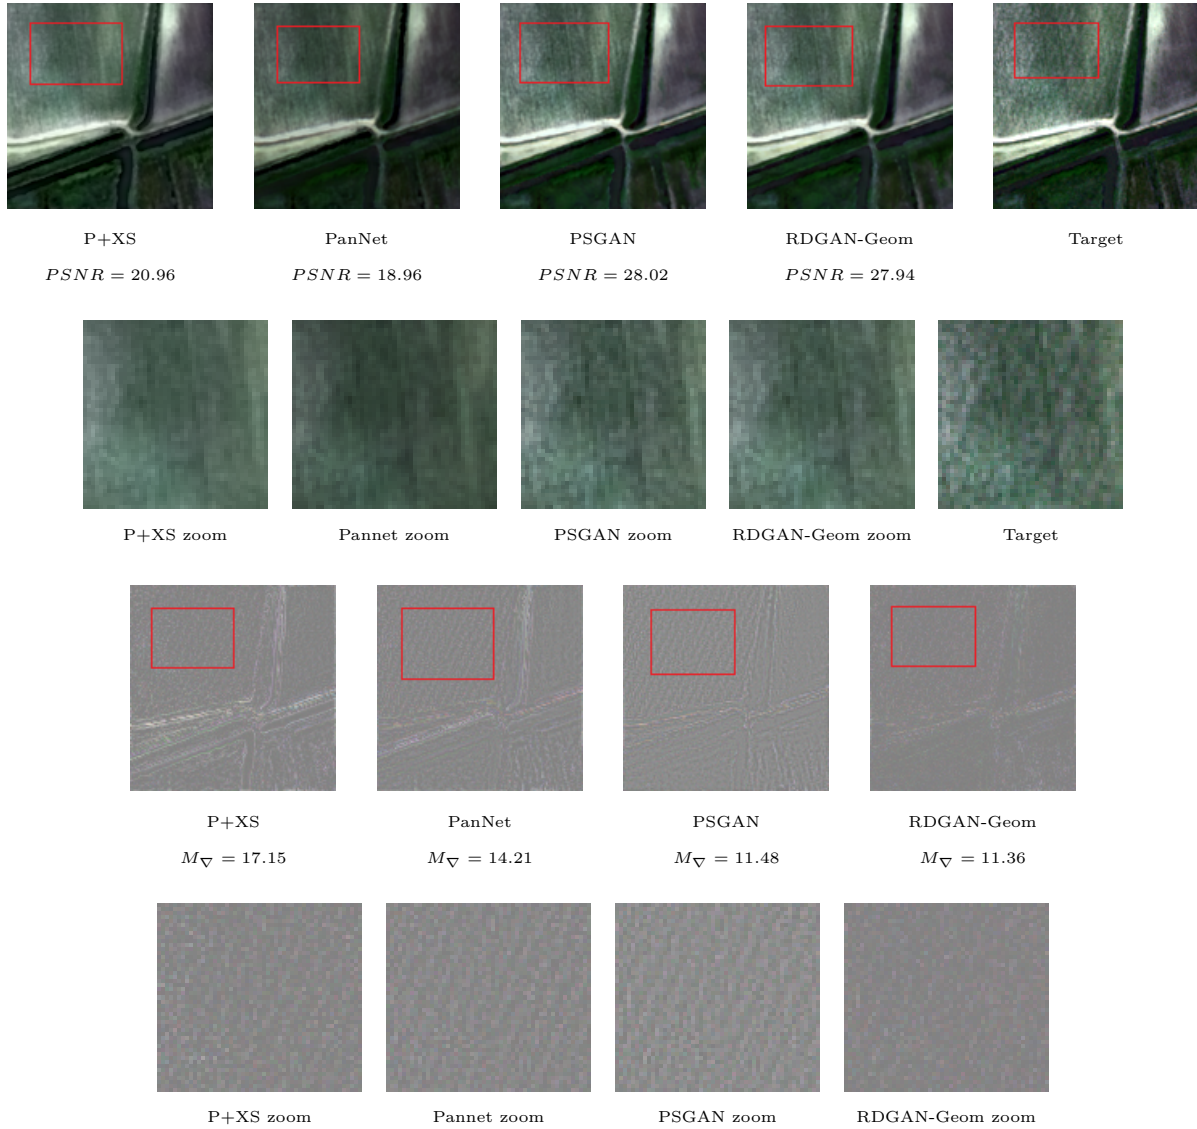 P+XS PanNet PSGAN RDGAN-Geom Target
PSNR = 20.96 PSNR = 18.96 PSNR = 28.02 PSNR = 27.94
P+XS zoom Pannet zoom PSGAN zoom RDGAN-Geom zoom Target
P+XS PanNet PSGAN RDGAN-Geom
M∇ = 17.15 M∇ = 14.21 M∇ = 11.48 M∇ = 11.36
P+XS zoom Pannet zoom PSGAN zoom RDGAN-Geom zoom